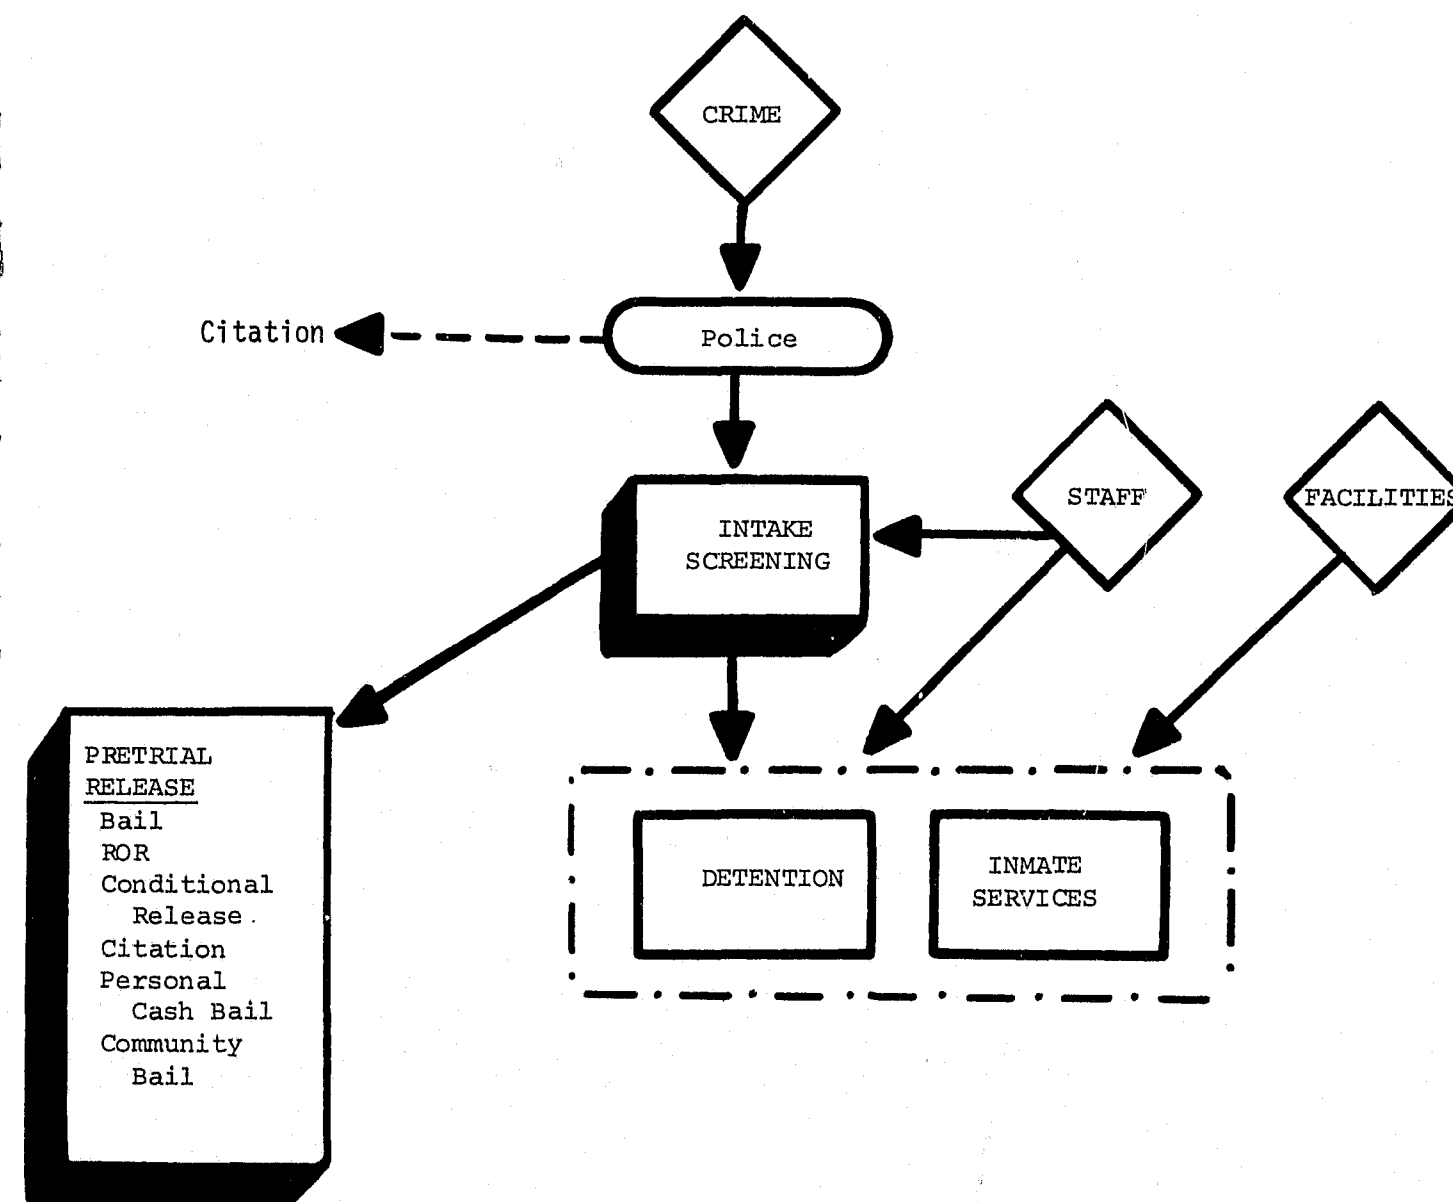 CRIME
Citation
Police
INTAKE
SCREENING
STAFF
FACILITIES
PRETRIAL
RELEASE
Bail
ROR
Conditional
Release
Citation
Personal
Cash Bail
Community
Bail
DETENTION
INMATE
SERVICES